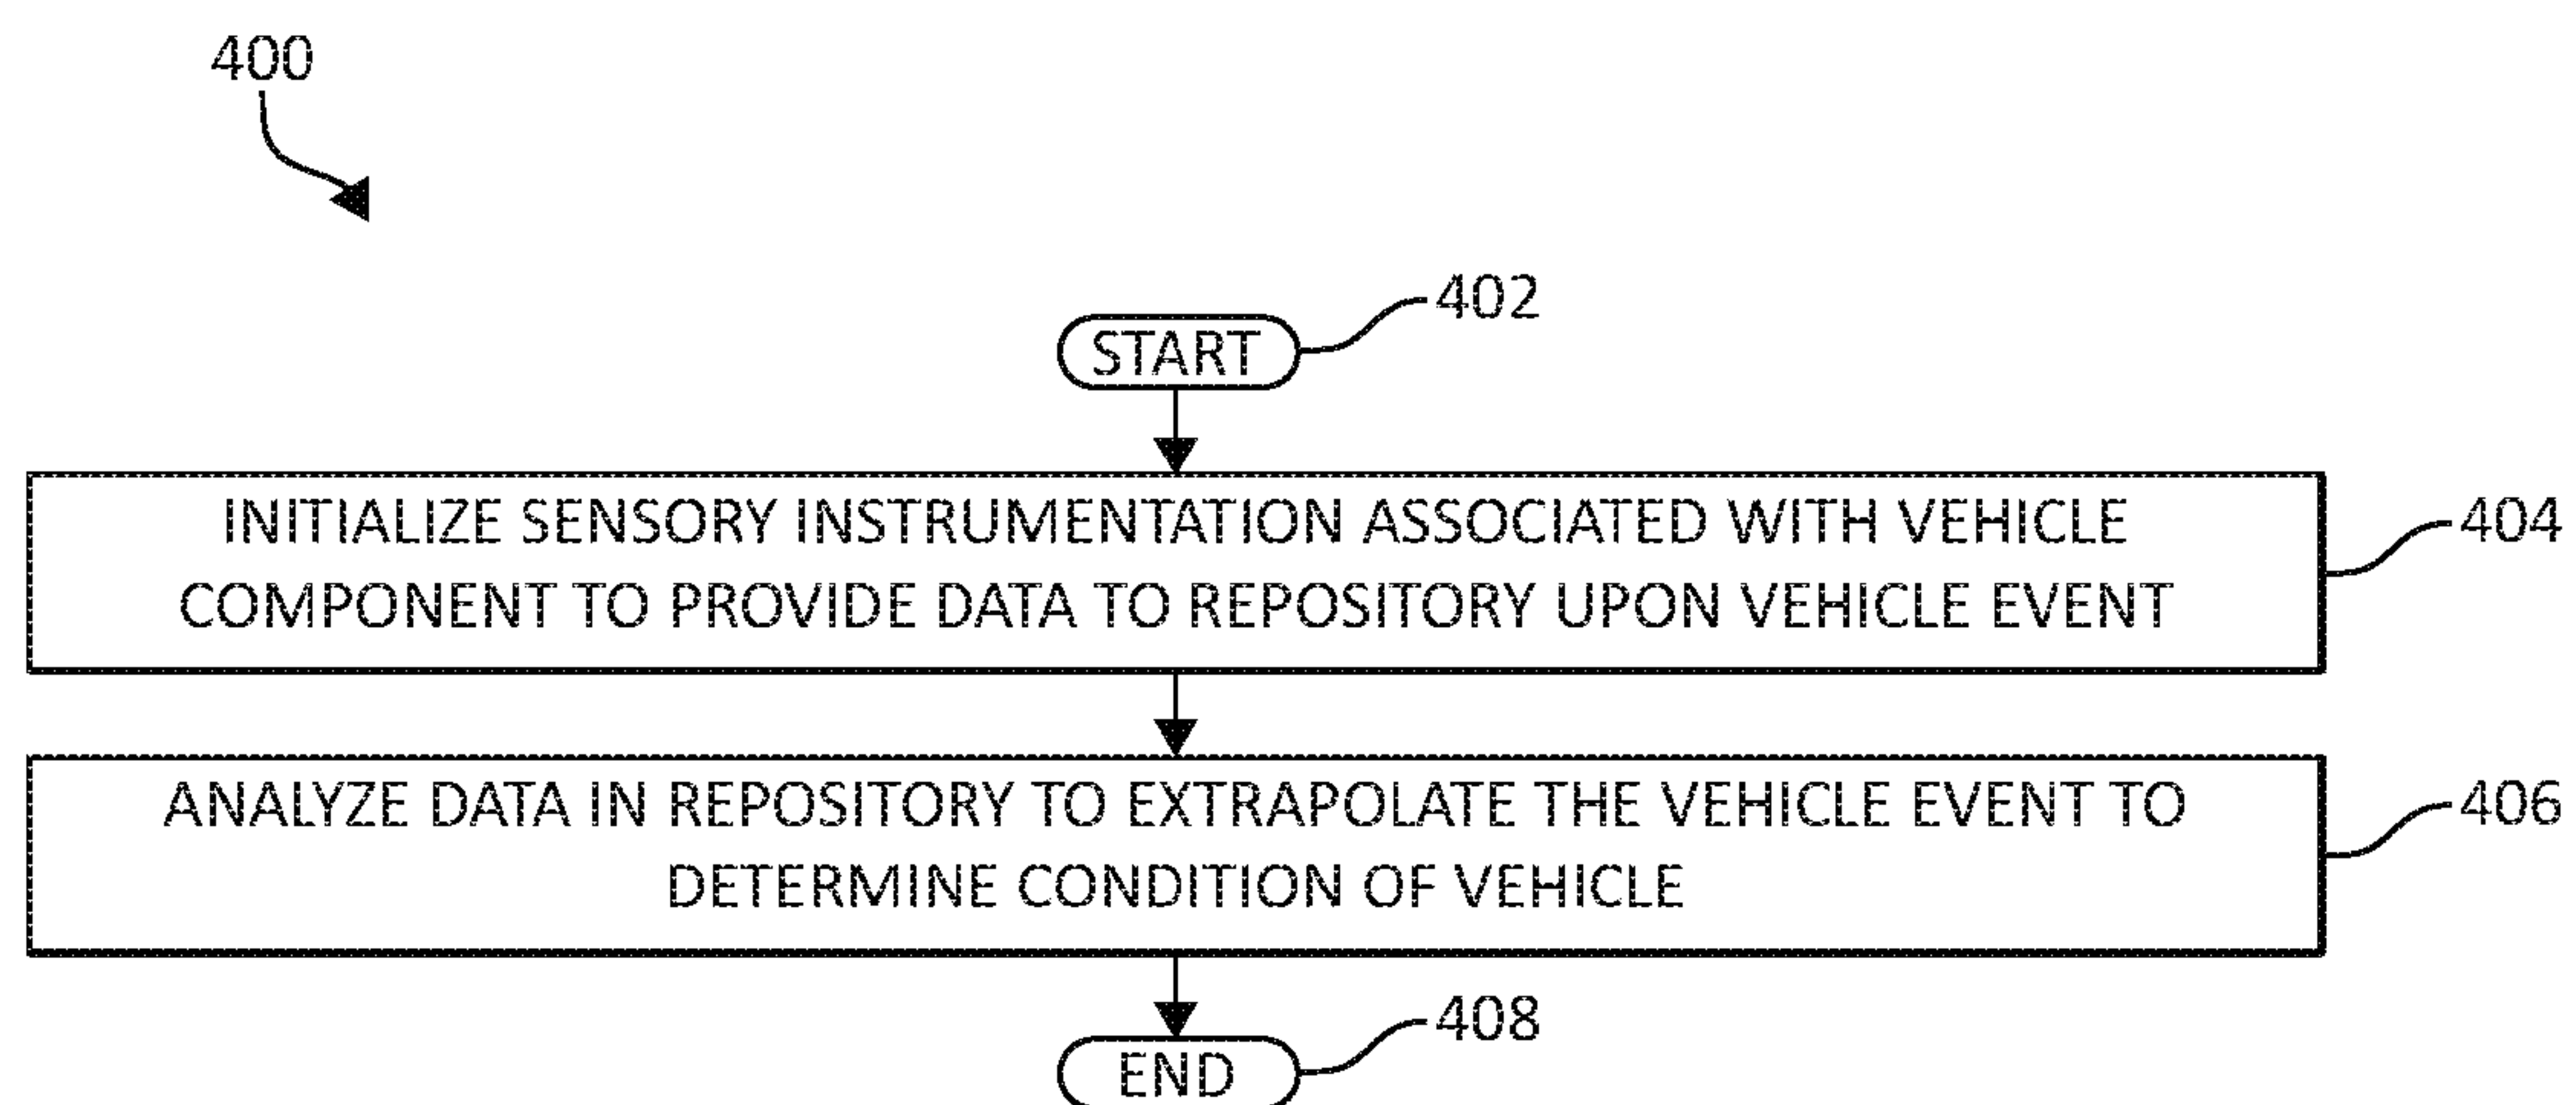 400
402
START
INITIALIZE SENSORY INSTRUMENTATION ASSOCIATED WITH VEHICLE
COMPONENT TO PROVIDE DATA TO REPOSITORY UPON VEHICLE EVENT
404
ANALYZE DATA IN REPOSITORY TO EXTRAPOLATE THE VEHICLE EVENT TO
DETERMINE CONDITION OF VEHICLE
406
408
END